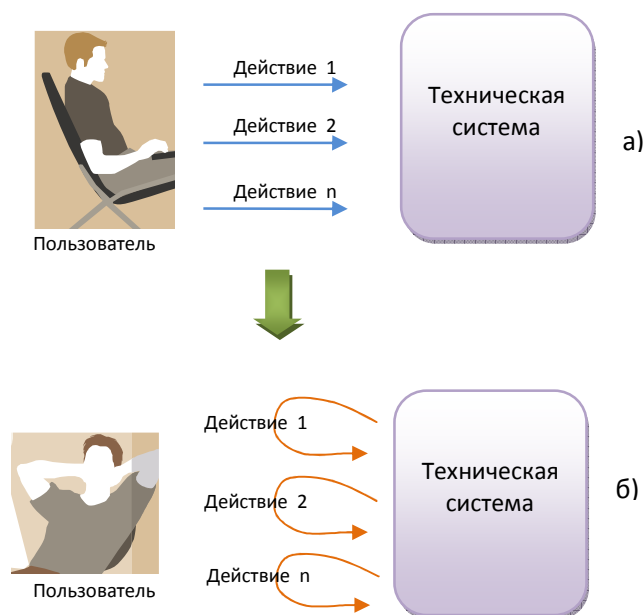 Действие 1
Действие 2
Действие n
Техническая
система
а)
Пользователь
Действие 1
Действие 2
Действие n
Техническая
система
б)
Пользователь